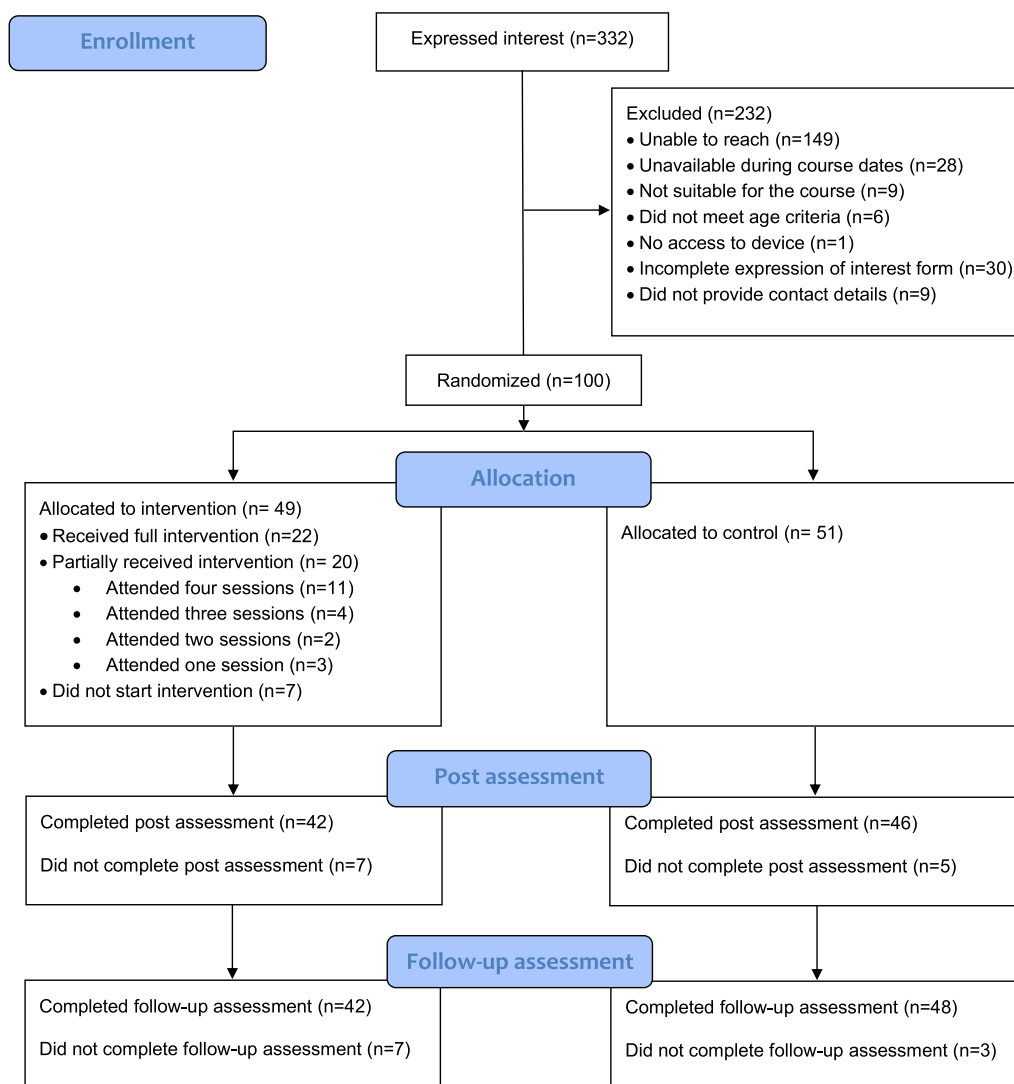 Enrollment
Expressed interest (n=332)
Excluded (n=232)
• Unable to reach (n=149)
• Unavailable during course dates (n=28)
• Not suitable for the course (n=9)
• Did not meet age criteria (n=6)
• No access to device (n=1)
• Incomplete expression of interest form (n=30)
• Did not provide contact details (n=9)
Randomized (n=100)
Allocation
Allocated to intervention (n= 49)
• Received full intervention (n=22)
• Partially received intervention (n= 20)
• Attended four sessions (n=11)
• Attended three sessions (n=4)
• Attended two sessions (n=2)
• Attended one session (n=3)
• Did not start intervention (n=7)
Allocated to control (n= 51)
Post assessment
Completed post assessment (n=42)
Did not complete post assessment (n=7)
Completed post assessment (n=46)
Did not complete post assessment (n=5)
Follow-up assessment
Completed follow-up assessment (n=42)
Did not complete follow-up assessment (n=7)
Completed follow-up assessment (n=48)
Did not complete follow-up assessment (n=3)